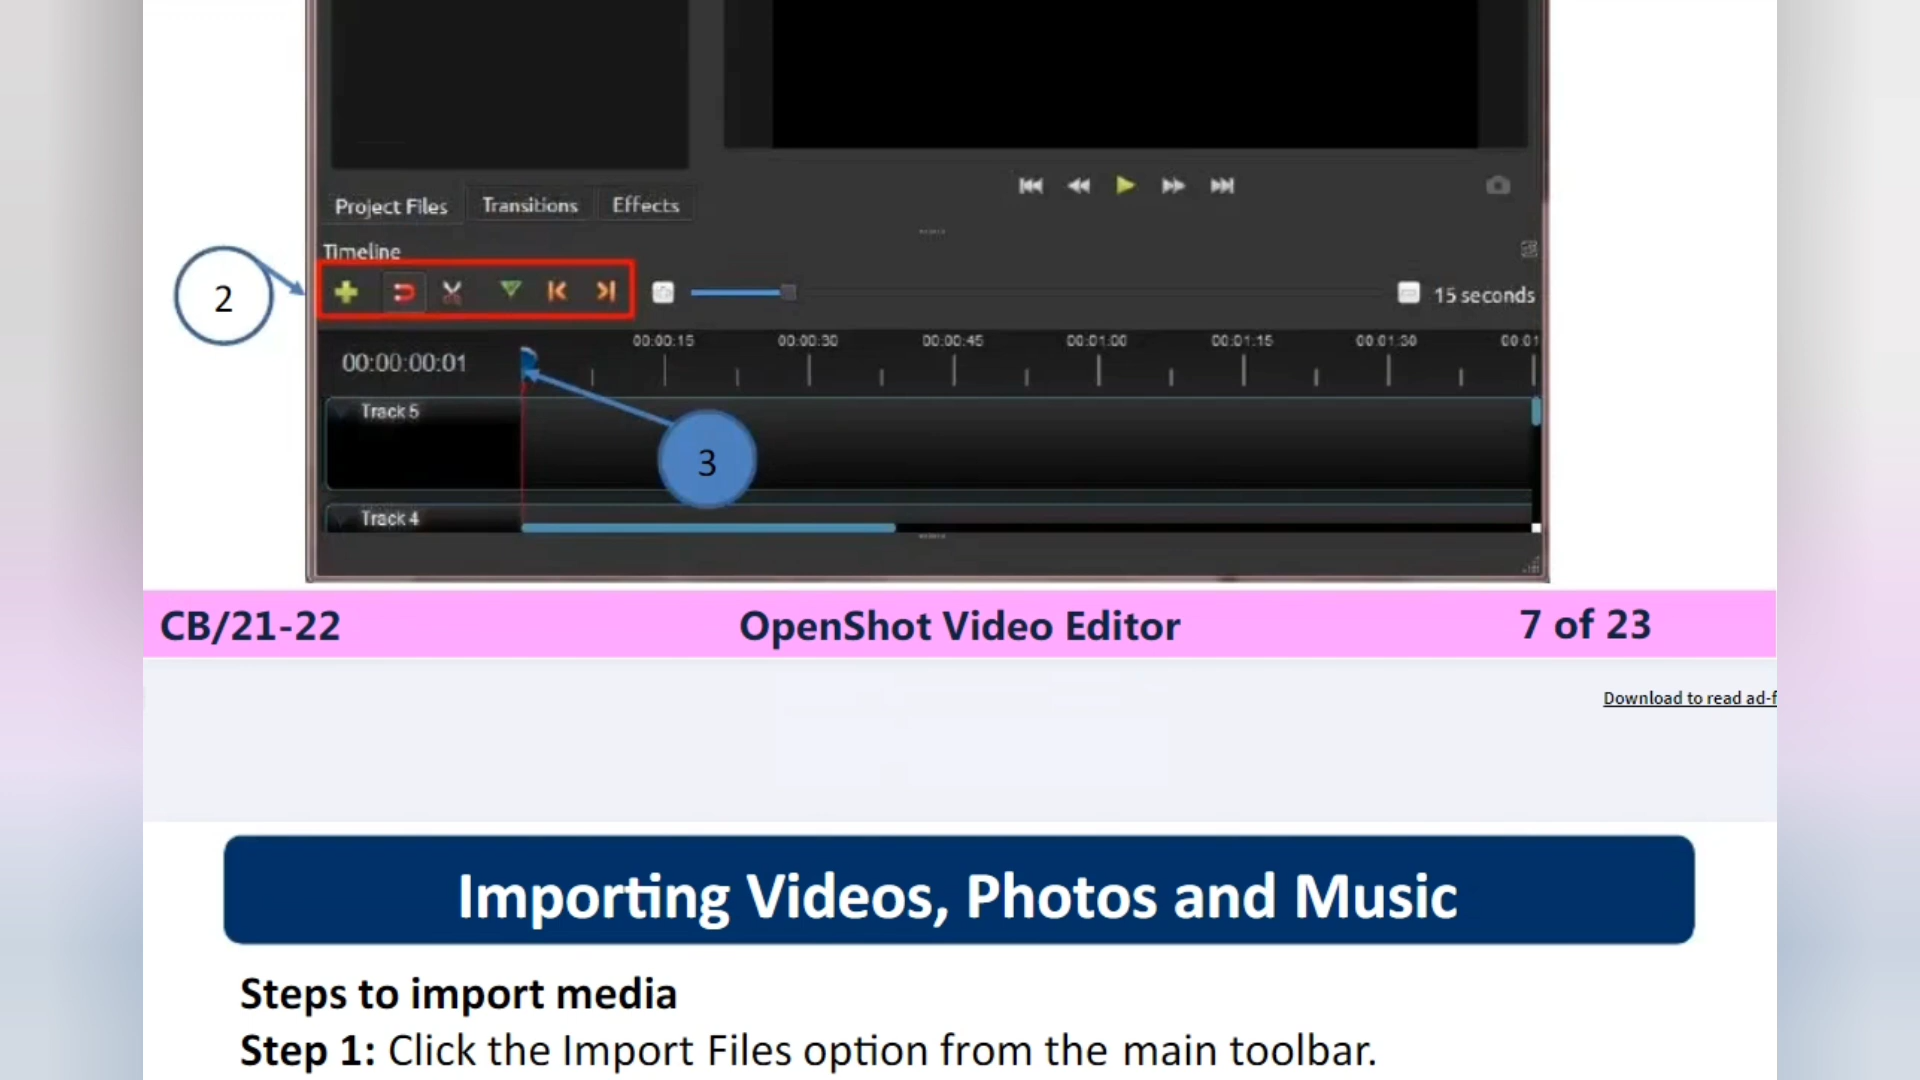 Project Files Transitions Effects
Timeline
2
15 seconds
00:00:15 00:00:30 00:00:45 00:01:00 00:01:15 00:01:30 00:01
00:00:00:01
Track 5
3
Track 4
CB/21-22 OpenShot Video Editor 7 of 23
Download to read ad-f
Importing Videos, Photos and Music
Steps to import media
Step 1: Click the Import Files option from the main toolbar.